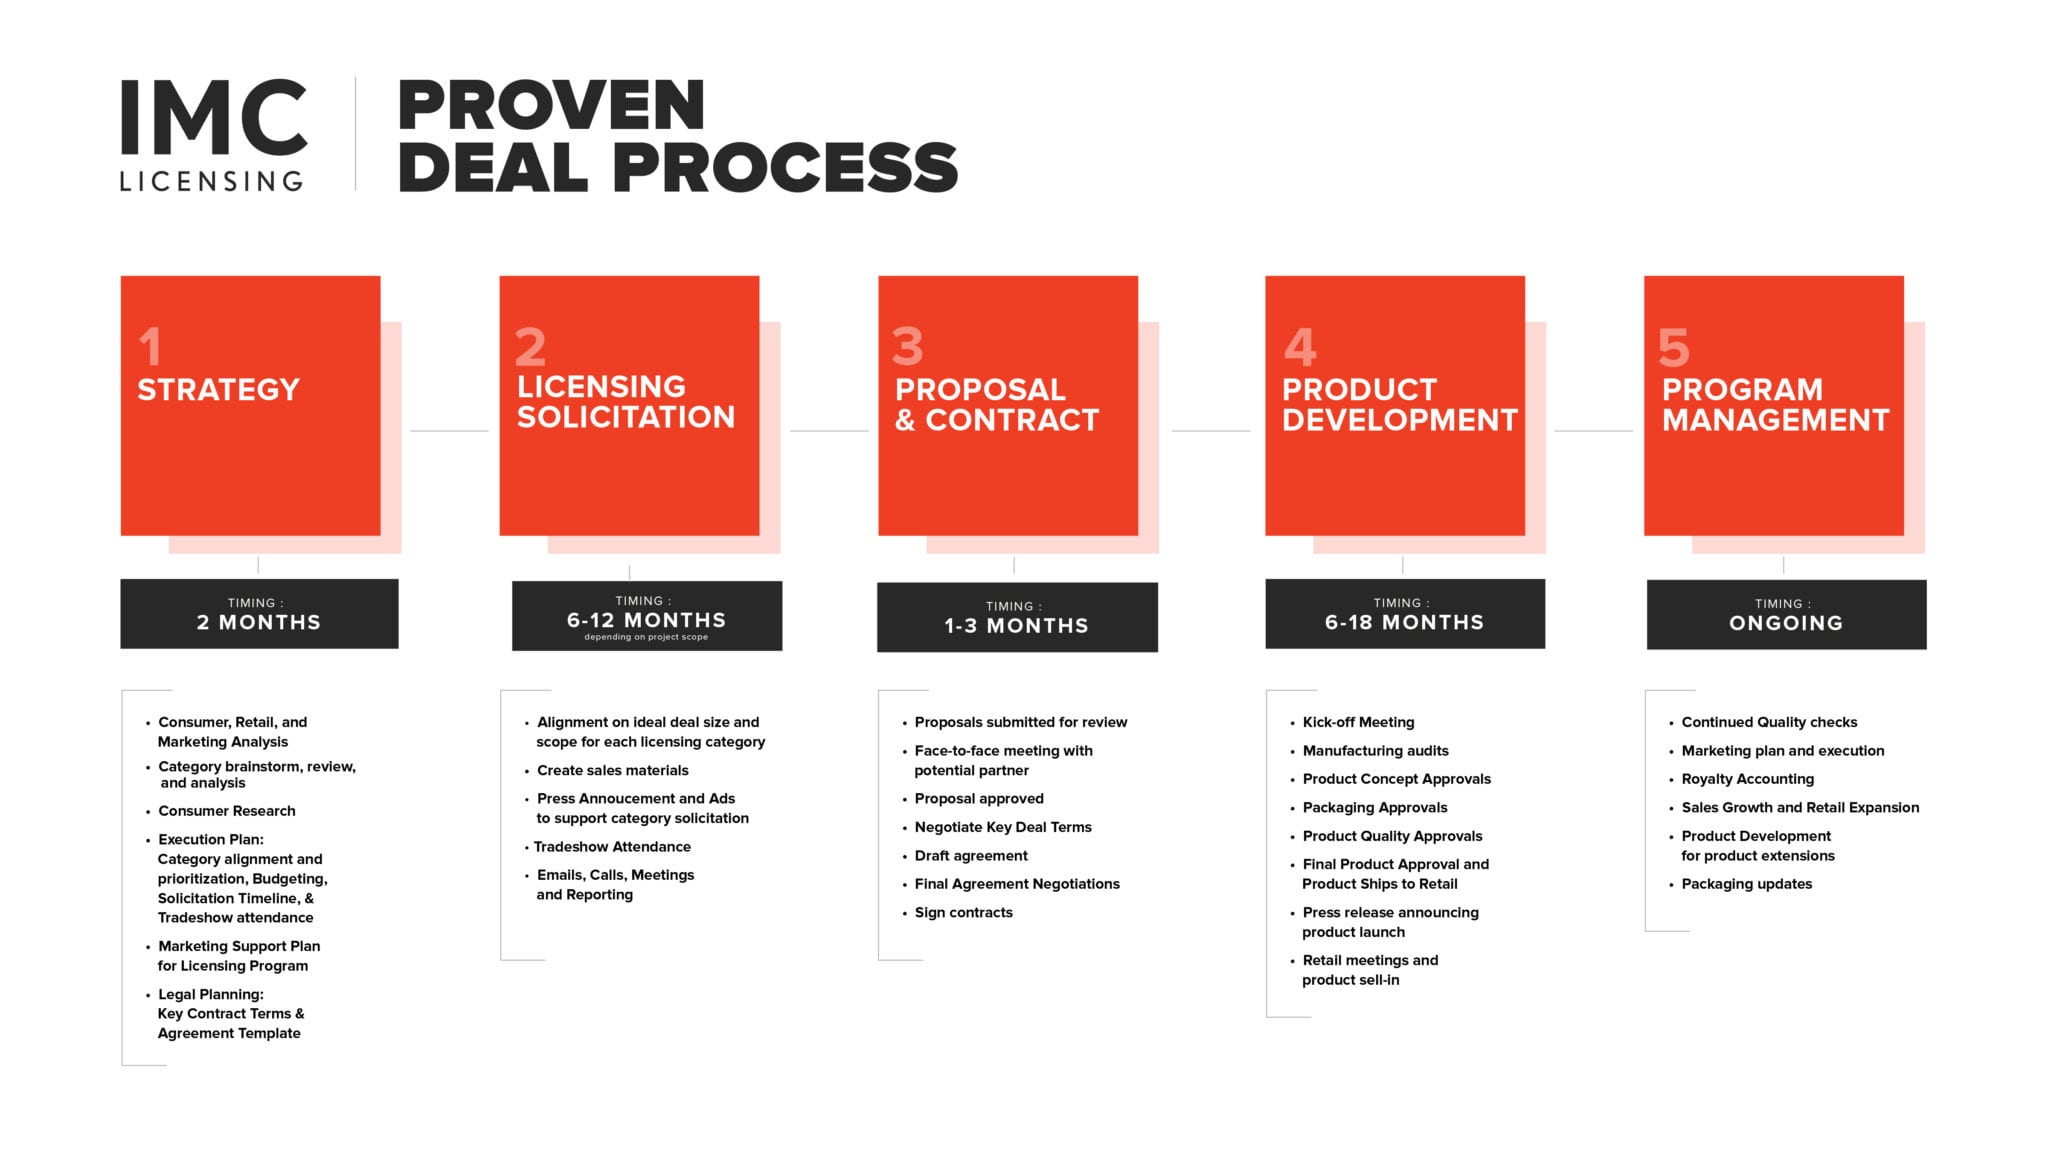 IMC
LICENSING
PROVEN
DEAL PROCESS
1
STRATEGY
TIMING :
2 MONTHS
• Consumer, Retail, and
Marketing Analysis
• Category brainstorm, review,
and analysis
• Consumer Research
• Execution Plan:
Category alignment and
prioritization, Budgeting,
Solicitation Timeline, &
Tradeshow attendance
• Marketing Support Plan
for Licensing Program
• Legal Planning:
Key Contract Terms &
Agreement Template
2
LICENSING
SOLICITATION
TIMING :
6-12 MONTHS
depending on project scope
• Alignment on ideal deal size and
scope for each licensing category
• Create sales materials
• Press Annoucement and Ads
to support category solicitation
• Tradeshow Attendance
• Emails, Calls, Meetings
and Reporting
3
PROPOSAL
& CONTRACT
TIMING :
1-3 MONTHS
• Proposals submitted for review
• Face-to-face meeting with
potential partner
• Proposal approved
• Negotiate Key Deal Terms
• Draft agreement
• Final Agreement Negotiations
• Sign contracts
4
PRODUCT
DEVELOPMENT
TIMING :
6-18 MONTHS
• Kick-off Meeting
• Manufacturing audits
• Product Concept Approvals
• Packaging Approvals
• Product Quality Approvals
• Final Product Approval and
Product Ships to Retail
• Press release announcing
product launch
• Retail meetings and
product sell-in
5
PROGRAM
MANAGEMENT
TIMING :
ONGOING
• Continued Quality checks
• Marketing plan and execution
• Royalty Accounting
• Sales Growth and Retail Expansion
• Product Development
for product extensions
• Packaging updates